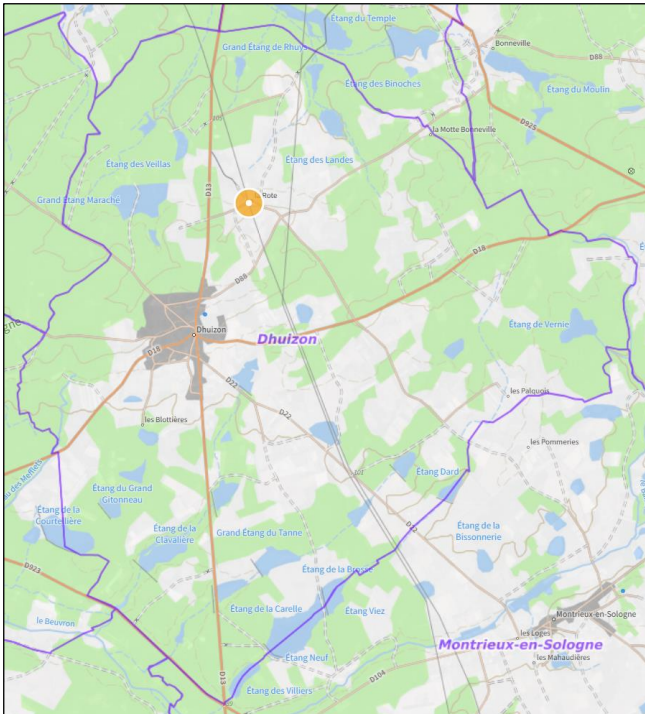 Étang du Temple
Grand Étang de Rhuys
Bonneville
D88
Étang des Binoches
Étang du Moulin
D925
la Motte Bonneville
Étang des Landes
Étang des Veillas
D13
Rote
Grand Étang Marache
D18
D88
Étang de Vernie
Dhuizon
Dhuizon
D18
D22
les Palquois
D22
les Blottières
les Pommeries
Étang Dard
Étang du Grand
Gitonneau
Étang de la
Courtellière
Étang de la
Clavalière
Grand Étang du Tanne
Étang de la
Bissonnerie
D923
Étang de la Brosse
Étang de la Carelle
Étang Viez
le Beuvron
Montrieux-en-Sologne
les Loges
Montrieux-en-Sologne
les Mahaudières
Étang Neuf
D13
D104
Étang des Villiers